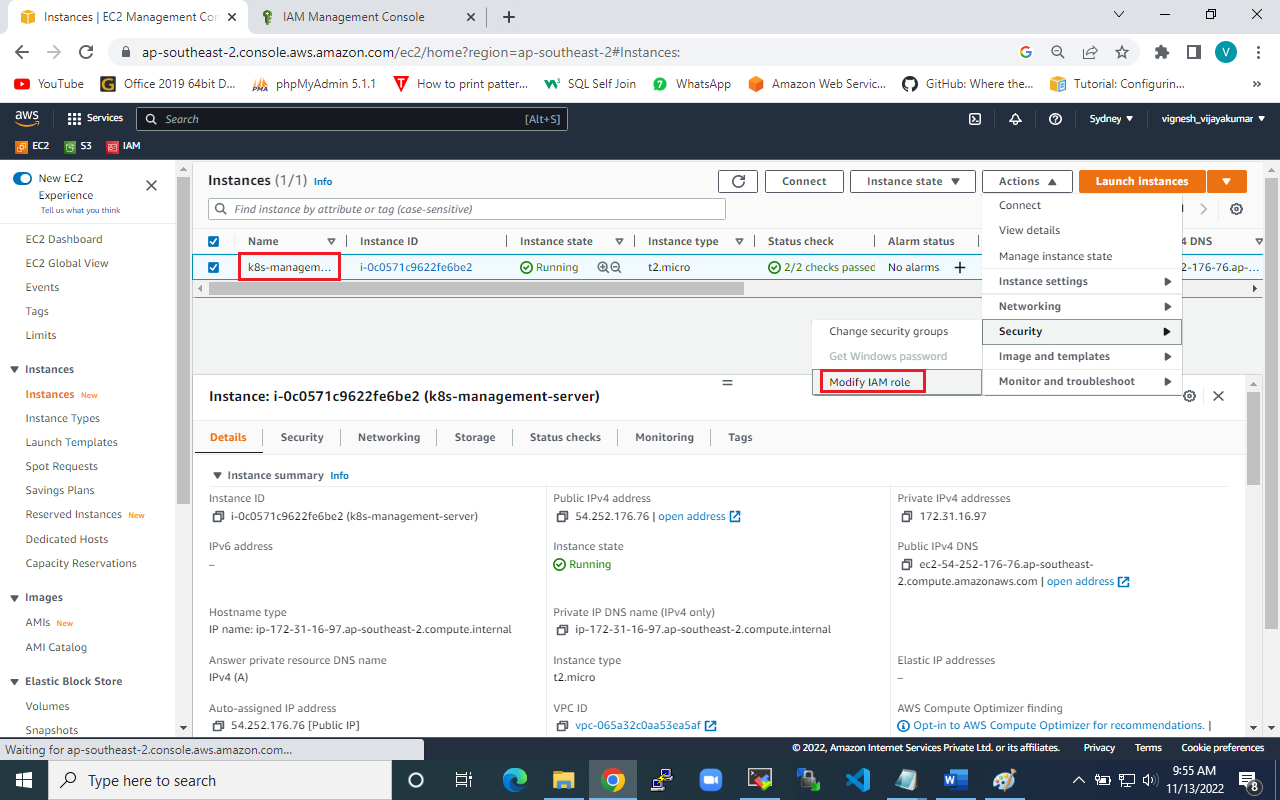 Instances | EC2 Management Con
IAM Management Console
ap-southeast-2.console.aws.amazon.com/ec2/home?region=ap-southeast-2#Instances:
V
YouTube
Office 2019 64bit D...
phpMyAdmin 5.1.1
How to print patter...
SQL Self Join
WhatsApp
Amazon Web Servic...
GitHub: Where the...
Tutorial: Configurin...
»
aws
Services
Search
[Alt+S]
Sydney
vignesh_vijayakumar
EC2
S3
IAM
New EC2
Experience
Tell us what you think
EC2 Dashboard
EC2 Global View
Events
Tags
Limits
Instances
Instances New
Instance Types
Launch Templates
Spot Requests
Savings Plans
Reserved Instances New
Dedicated Hosts
Capacity Reservations
Images
AMIs New
AMI Catalog
Elastic Block Store
Volumes
Snapshots
Instances (1/1) Info
Connect
Instance state
Actions
Launch instances
Find instance by attribute or tag (case-sensitive)
Name
Instance ID
Instance state
Instance type
Status check
Alarm status
4 DNS
k8s-managem...
i-0c0571c9622fe6be2
Running
t2.micro
2/2 checks passed
No alarms
2-176-76.ap-...
Connect
View details
Manage instance state
Instance settings
Networking
Security
Image and templates
Monitor and troubleshoot
Change security groups
Get Windows password
Modify IAM role
Instance: i-0c0571c9622fe6be2 (k8s-management-server)
Details
Security
Networking
Storage
Status checks
Monitoring
Tags
Instance summary Info
Instance ID
i-0c0571c9622fe6be2 (k8s-management-server)
Public IPv4 address
54.252.176.76 | open address
Private IPv4 addresses
172.31.16.97
IPv6 address
–
Instance state
Running
Public IPv4 DNS
ec2-54-252-176-76.ap-southeast-
2.compute.amazonaws.com | open address
Hostname type
IP name: ip-172-31-16-97.ap-southeast-2.compute.internal
Private IP DNS name (IPv4 only)
ip-172-31-16-97.ap-southeast-2.compute.internal
Answer private resource DNS name
IPv4 (A)
Instance type
t2.micro
Elastic IP addresses
–
Auto-assigned IP address
54.252.176.76 [Public IP]
VPC ID
vpc-065a32c0aa53ea5af
AWS Compute Optimizer finding
Opt-in to AWS Compute Optimizer for recommendations. |
Waiting for ap-southeast-2.console.aws.amazon.com...
© 2022, Amazon Internet Services Private Ltd. or its affiliates.
Privacy
Terms
Cookie preferences
Type here to search
9:55 AM
11/13/2022
8